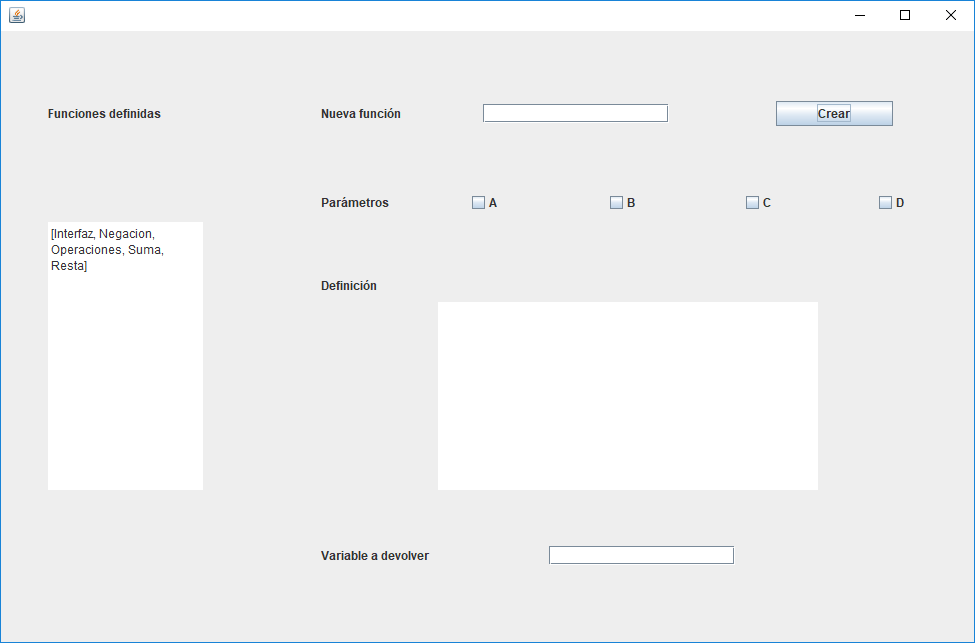 Funciones definidas
Nueva función
Crear
Parámetros
A
B
C
D
[Interfaz, Negacion,
Operaciones, Suma,
Resta]
Definición
Variable a devolver